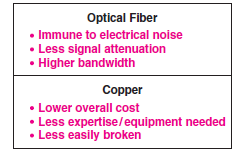 Optical Fiber
• Immune to electrical noise
• Less signal attenuation
• Higher bandwidth
Copper
• Lower overall cost
• Less expertise/equipment needed
• Less easily broken